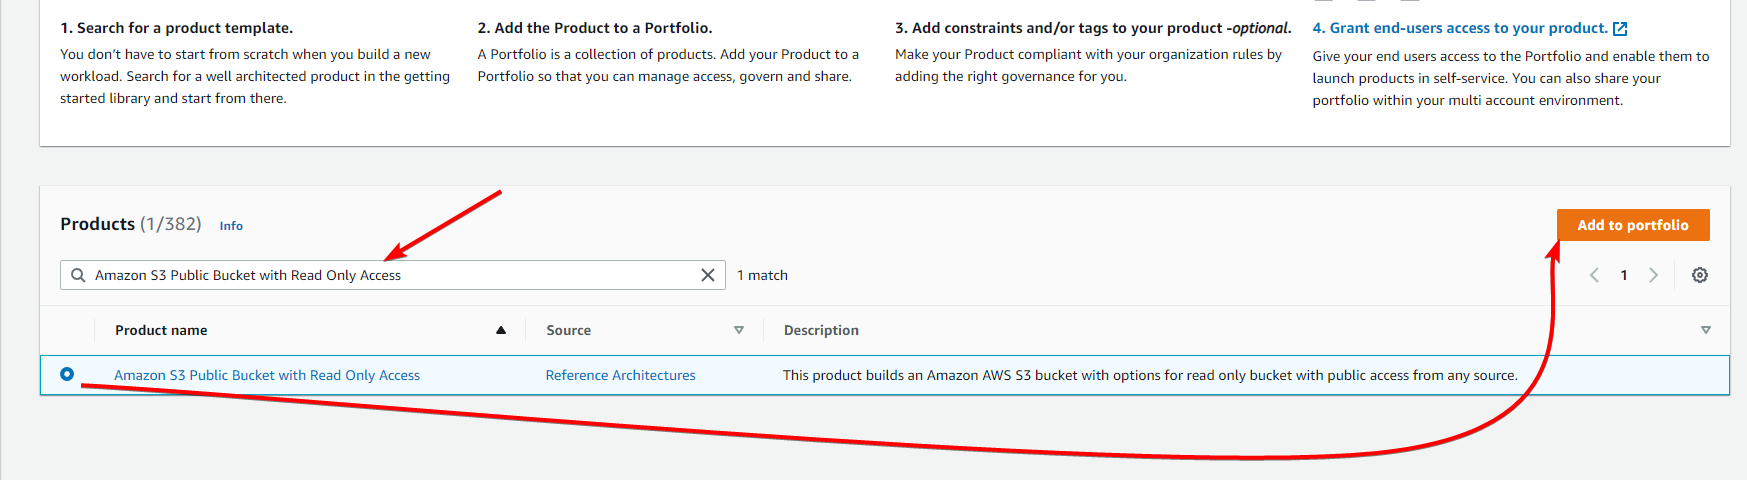 1. Search for a product template.
You don’t have to start from scratch when you build a new
workload. Search for a well architected product in the getting
started library and start from there.
2. Add the Product to a Portfolio.
A Portfolio is a collection of products. Add your Product to a
Portfolio so that you can manage access, govern and share.
3. Add constraints and/or tags to your product -optional.
Make your Product compliant with your organization rules by
adding the right governance for you.
4. Grant end-users access to your product.
Give your end users access to the Portfolio and enable them to
launch products in self-service. You can also share your
portfolio within your multi account environment.
Products (1/382) Info
Add to portfolio
Amazon S3 Public Bucket with Read Only Access
1 match
1
Product name Source Description
Amazon S3 Public Bucket with Read Only Access Reference Architectures This product builds an Amazon AWS S3 bucket with options for read only bucket with public access from any source.